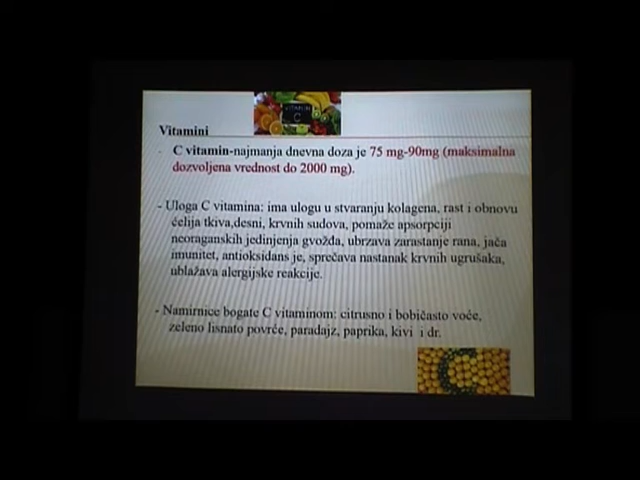 VITAMIN
C
Vitamini
C vitamin-najmanja dnevna doza je 75 mg-90mg (maksimalna
dozvoljena vrednost do 2000 mg).
- Uloga C vitamina: ima ulogu u stvaranju kolagena, rast i obnovu
ćelija tkiva,desni, krvnih sudova, pomaže apsorpciji
neoraganskih jedinjenja gvožđa, ubrzava zarastanje rana, jača
imunitet, antioksidans je, sprečava nastanak krvnih ugrušaka,
ublažava alergijske reakcije.
- Namirnice bogate C vitaminom: citrusno i bobičasto voće,
zeleno lisnato povrće, paradajz, paprika, kivi i dr.
C